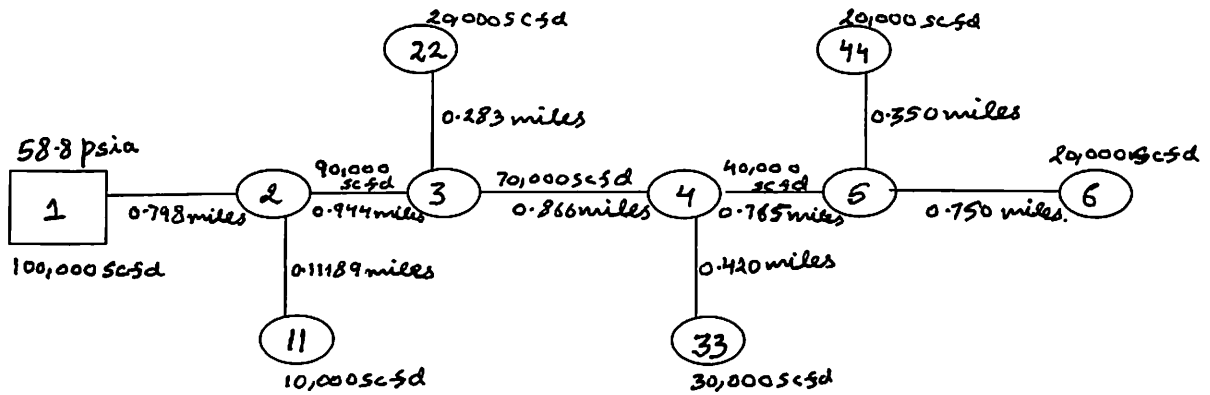 20,000 scfd
22
0.283 miles
20,000 scfd
44
0.350 miles
58.8 psia
1
100,000 scfd
0.798 miles
2
90,000
scfd
0.944 miles
3
70,000 scfd
0.866 miles
4
40,000
scfd
0.765 miles
5
0.750 miles.
20,000 scfd
6
0.11189 miles
11
10,000 scfd
0.420 miles
33
30,000 scfd